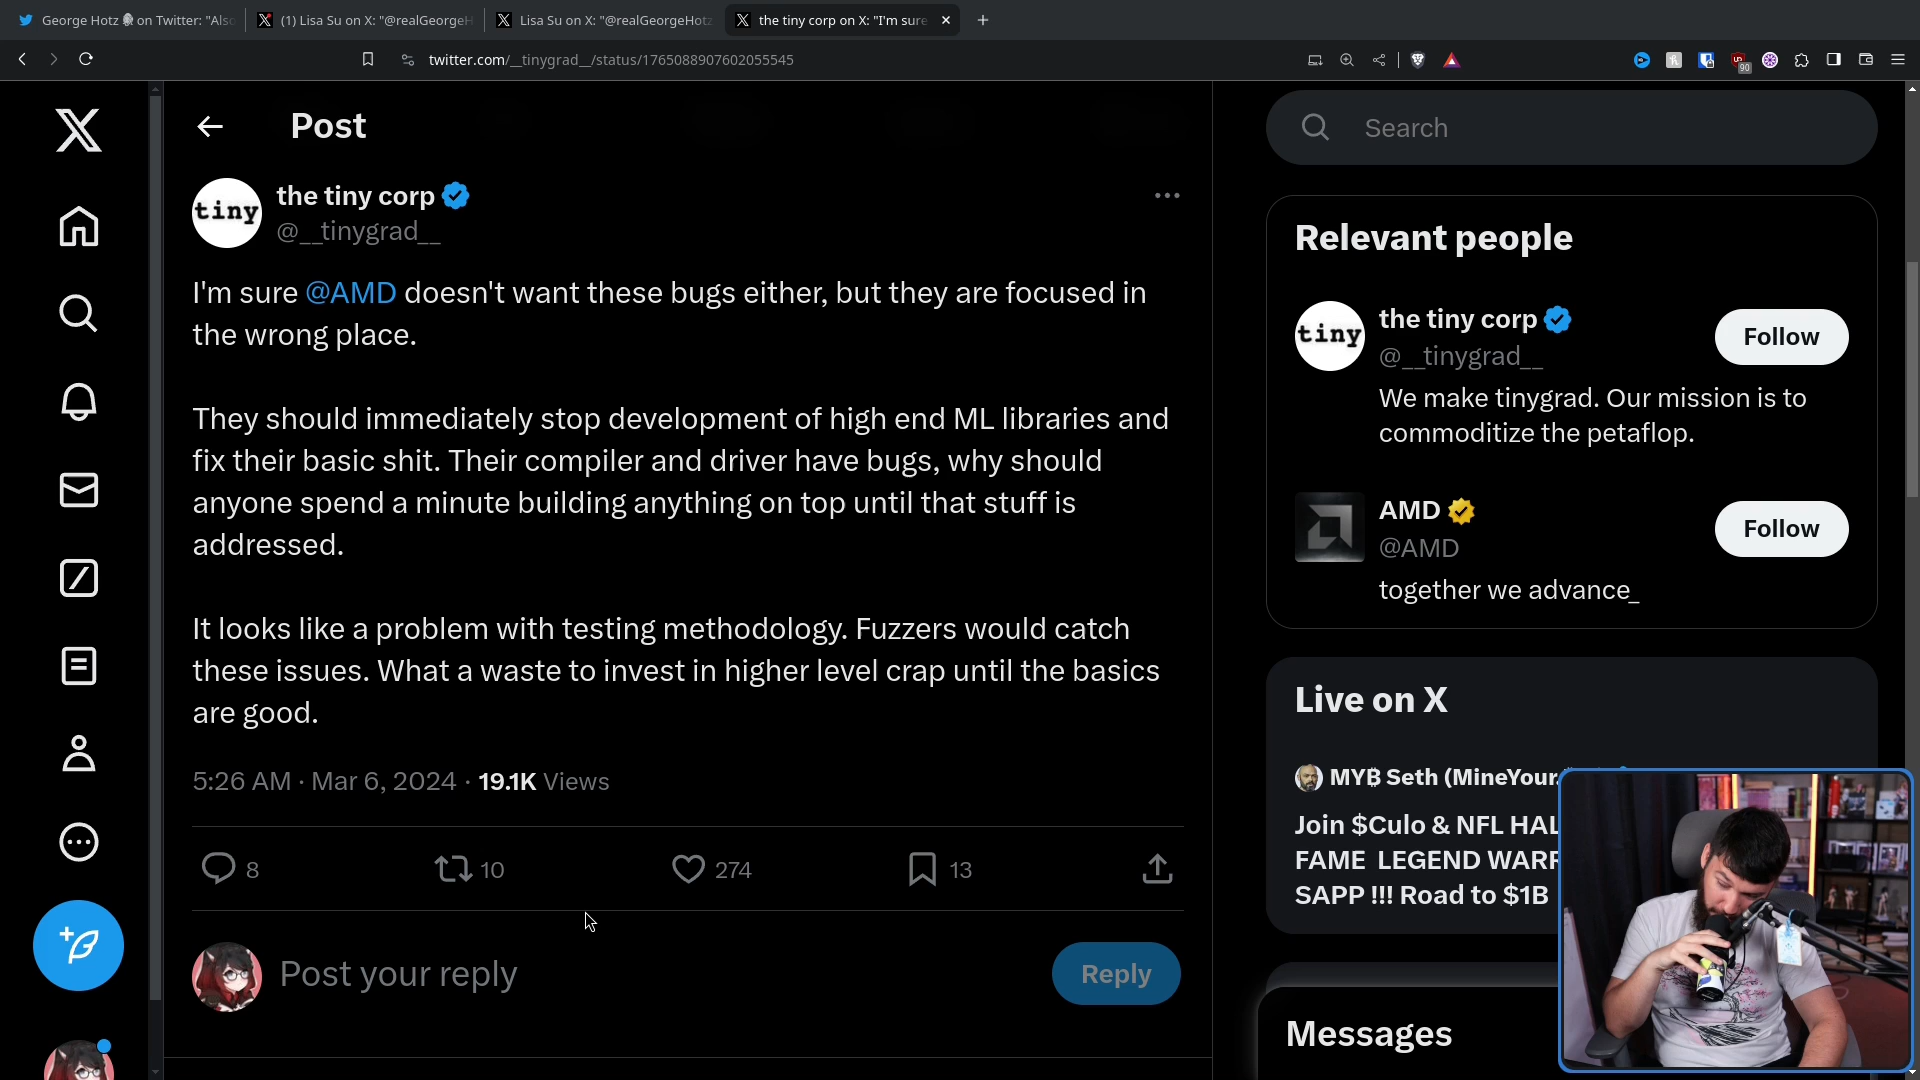 George Hotz 🌑 on Twitter: "Also
(1) Lisa Su on X: "@realGeorgeH
Lisa Su on X: "@realGeorgeHotz
the tiny corp on X: "I'm sure
twitter.com/__tinygrad__/status/1765088907602055545
90
Post
Search
tiny
the tiny corp
@__tinygrad__
I'm sure @AMD doesn't want these bugs either, but they are focused in
the wrong place.
They should immediately stop development of high end ML libraries and
fix their basic shit. Their compiler and driver have bugs, why should
anyone spend a minute building anything on top until that stuff is
addressed.
It looks like a problem with testing methodology. Fuzzers would catch
these issues. What a waste to invest in higher level crap until the basics
are good.
5:26 AM · Mar 6, 2024 · 19.1K Views
8 10 274 13
Post your reply
Reply
Relevant people
tiny
the tiny corp
Follow
@__tinygrad__
We make tinygrad. Our mission is to
commoditize the petaflop.
AMD
Follow
@AMD
together we advance_
Live on X
MY₿ Seth (MineYour.
Join $Culo & NFL HAL
FAME LEGEND WARR
SAPP !!! Road to $1B
Messages